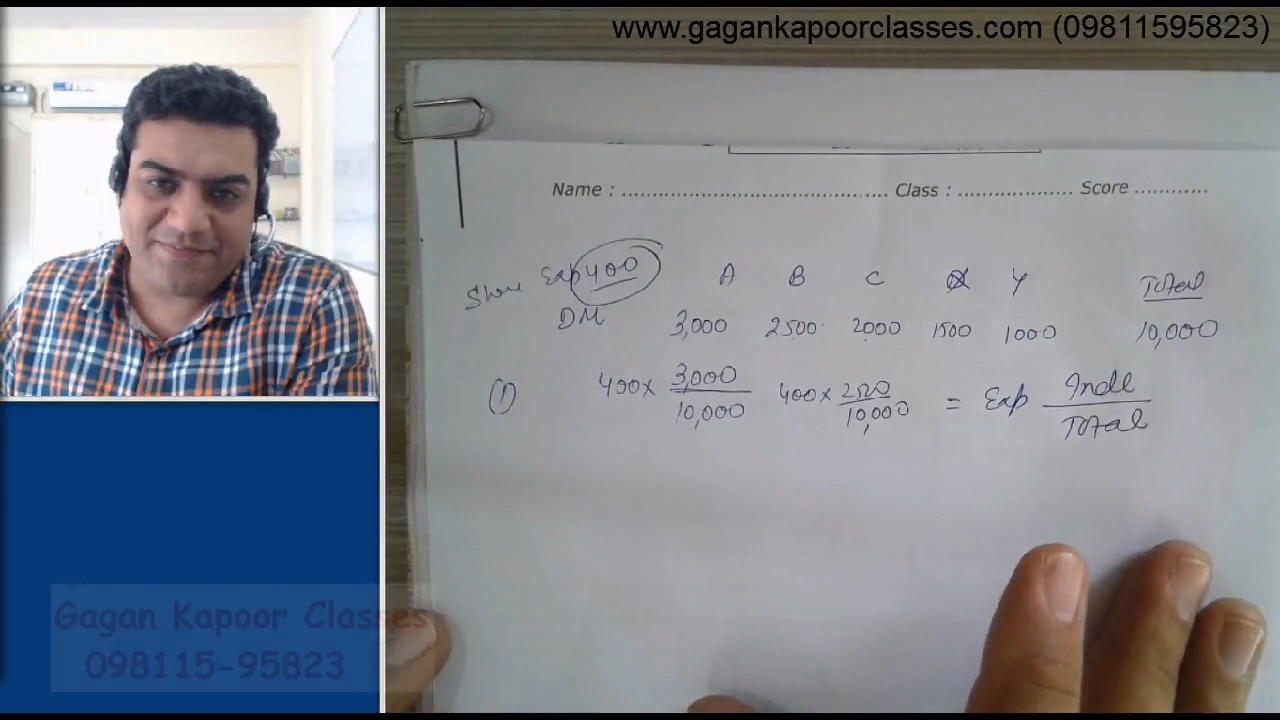 www.gagankapoorclasses.com (09811595823)
Name : ........................................ Class : ................... Score ............
Store Exp 400 A B C X Y Total
DM 3,000 2500 2000 1500 1000 10,000
(1) 400 x 3,000/10,000 400 x 2500/10,000 = Exp Indl/Total
Gagan Kapoor Classes
098115-95823